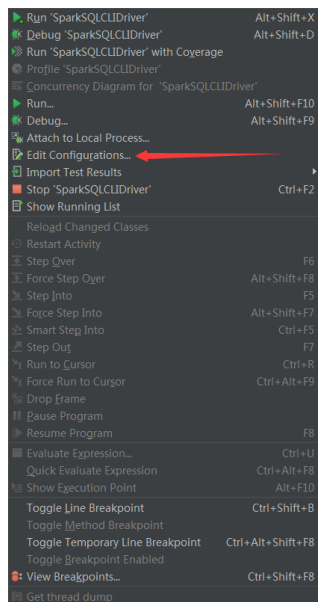 Run 'SparkSQLCLIDriver' Alt+Shift+X
Debug 'SparkSQLCLIDriver' Alt+Shift+D
Run 'SparkSQLCLIDriver' with Coverage
Profile 'SparkSQLCLIDriver'
Concurrency Diagram for 'SparkSQLCLIDriver'
Run... Alt+Shift+F10
Debug... Alt+Shift+F9
Attach to Local Process...
Edit Configurations...
Import Test Results
Stop 'SparkSQLCLIDriver' Ctrl+F2
Show Running List
Reload Changed Classes
Restart Activity
Step Over F6
Force Step Over Alt+Shift+F8
Step Into F5
Force Step Into Alt+Shift+F7
Smart Step Into Ctrl+F5
Step Out F7
Run to Cursor Ctrl+R
Force Run to Cursor Ctrl+Alt+F9
Drop Frame
Pause Program
Resume Program F8
Evaluate Expression... Ctrl+U
Quick Evaluate Expression Ctrl+Alt+F8
Show Execution Point Alt+F10
Toggle Line Breakpoint Ctrl+Shift+B
Toggle Method Breakpoint
Toggle Temporary Line Breakpoint Ctrl+Alt+Shift+F8
Toggle Breakpoint Enabled
View Breakpoints... Ctrl+Shift+F8
Get thread dump